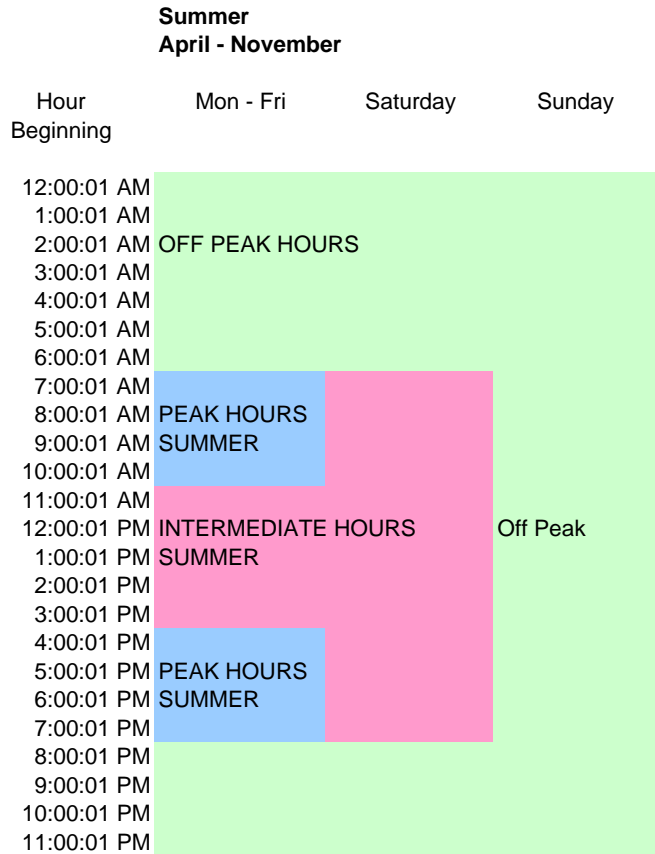 Summer
April - November
Hour Mon - Fri Saturday Sunday
Beginning
12:00:01 AM
1:00:01 AM
2:00:01 AM OFF PEAK HOURS
3:00:01 AM
4:00:01 AM
5:00:01 AM
6:00:01 AM
7:00:01 AM
8:00:01 AM PEAK HOURS
9:00:01 AM SUMMER
10:00:01 AM
11:00:01 AM
12:00:01 PM INTERMEDIATE HOURS Off Peak
1:00:01 PM SUMMER
2:00:01 PM
3:00:01 PM
4:00:01 PM
5:00:01 PM PEAK HOURS
6:00:01 PM SUMMER
7:00:01 PM
8:00:01 PM
9:00:01 PM
10:00:01 PM
11:00:01 PM